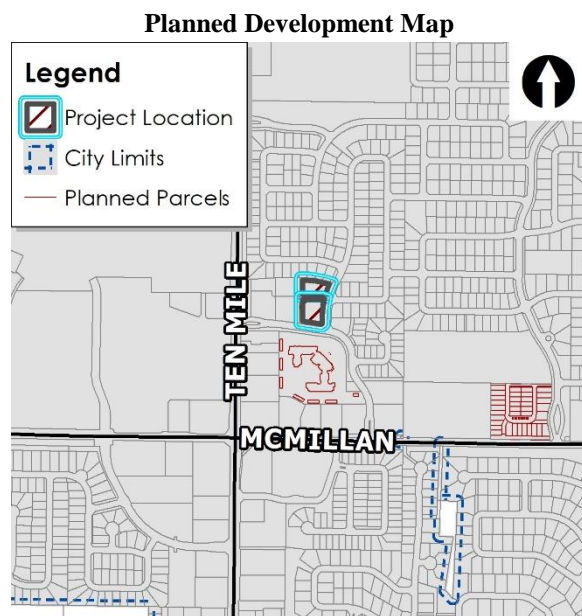 Planned Development Map
Legend
Project Location
City Limits
Planned Parcels
TEN MILE
MCMILLAN